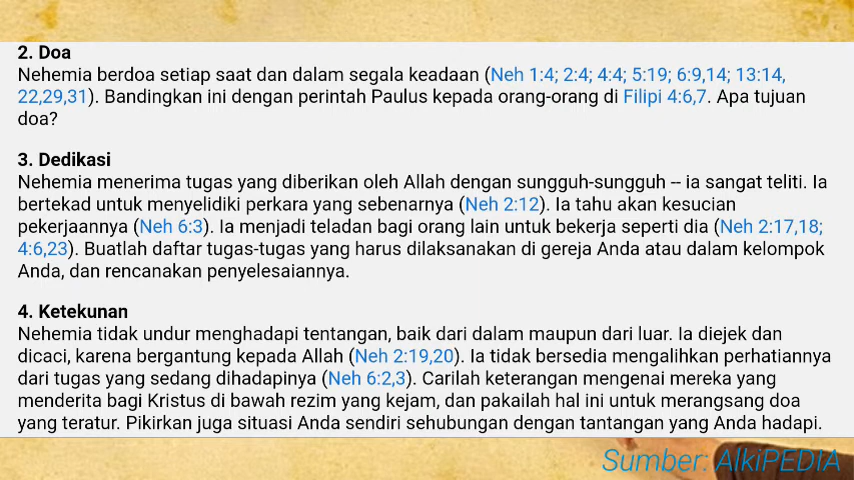 2. Doa
Nehemia berdoa setiap saat dan dalam segala keadaan (Neh 1:4; 2:4; 4:4; 5:19; 6:9,14; 13:14,
22,29,31). Bandingkan ini dengan perintah Paulus kepada orang-orang di Filipi 4:6,7. Apa tujuan
doa?
3. Dedikasi
Nehemia menerima tugas yang diberikan oleh Allah dengan sungguh-sungguh -- ia sangat teliti. Ia
bertekad untuk menyelidiki perkara yang sebenarnya (Neh 2:12). Ia tahu akan kesucian
pekerjaannya (Neh 6:3). Ia menjadi teladan bagi orang lain untuk bekerja seperti dia (Neh 2:17,18;
4:6,23). Buatlah daftar tugas-tugas yang harus dilaksanakan di gereja Anda atau dalam kelompok
Anda, dan rencanakan penyelesaiannya.
4. Ketekunan
Nehemia tidak undur menghadapi tentangan, baik dari dalam maupun dari luar. Ia diejek dan
dicaci, karena bergantung kepada Allah (Neh 2:19,20). Ia tidak bersedia mengalihkan perhatiannya
dari tugas yang sedang dihadapinya (Neh 6:2,3). Carilah keterangan mengenai mereka yang
menderita bagi Kristus di bawah rezim yang kejam, dan pakailah hal ini untuk merangsang doa
yang teratur. Pikirkan juga situasi Anda sendiri sehubungan dengan tantangan yang Anda hadapi.
Sumber: AlkiPEDIA